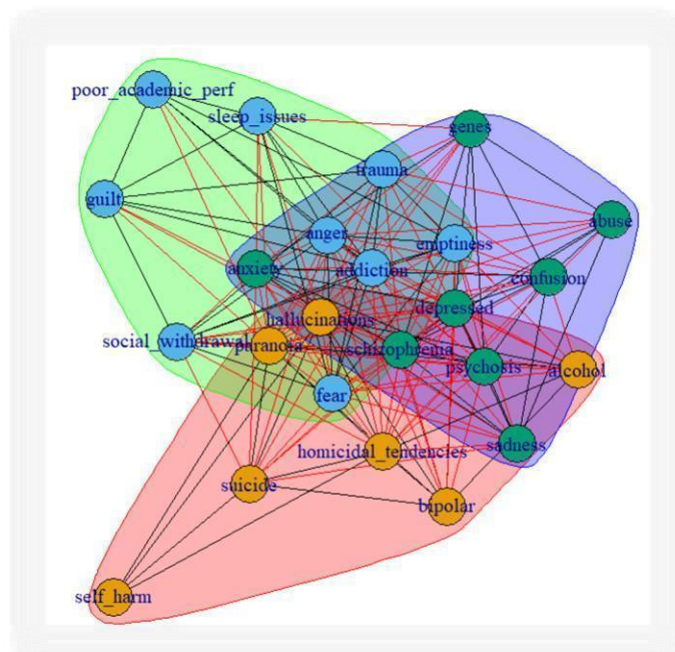 poor_academic_perf
sleep_issues
genes
trauma
guilt
abuse
anger
emptiness
anxiety
addiction
confusion
depressed
hallucinations
social_withdrawal
paranoia
schizophrenia
psychosis
alcohol
fear
sadness
homicidal_tendencies
suicide
bipolar
self_harm